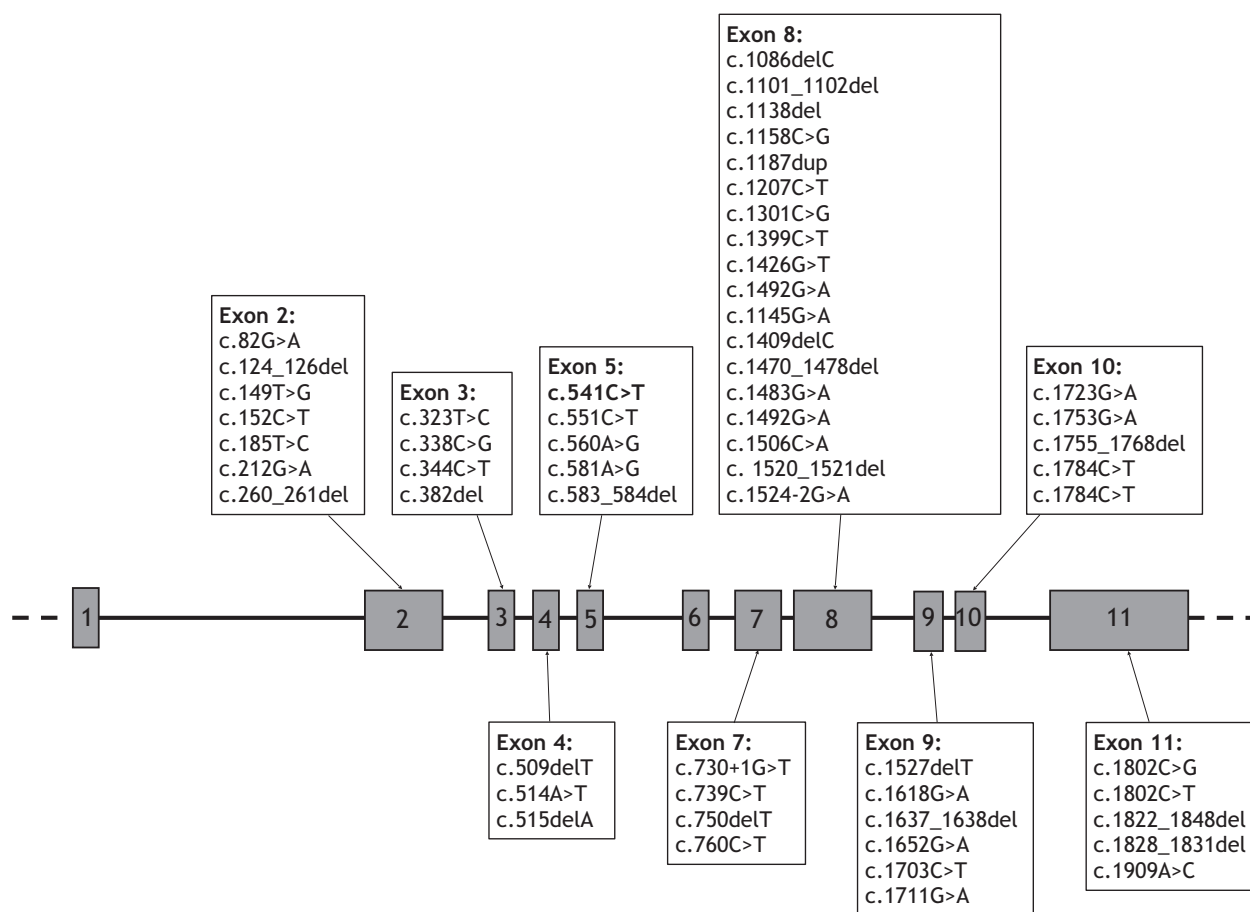 Exon 8:
c.1086delC
c.1101_1102del
c.1138del
c.1158C>G
c.1187dup
c.1207C>T
c.1301C>G
c.1399C>T
c.1426G>T
c.1492G>A
c.1145G>A
c.1409delC
c.1470_1478del
c.1483G>A
c.1492G>A
c.1506C>A
c. 1520_1521del
c.1524-2G>A
Exon 2:
c.82G>A
c.124_126del
c.149T>G
c.152C>T
c.185T>C
c.212G>A
c.260_261del
Exon 3:
c.323T>C
c.338C>G
c.344C>T
c.382del
Exon 5:
c.541C>T
c.551C>T
c.560A>G
c.581A>G
c.583_584del
Exon 10:
c.1723G>A
c.1753G>A
c.1755_1768del
c.1784C>T
c.1784C>T
1 2 3 4 5 6 7 8 9 10 11
Exon 4:
c.509delT
c.514A>T
c.515delA
Exon 7:
c.730+1G>T
c.739C>T
c.750delT
c.760C>T
Exon 9:
c.1527delT
c.1618G>A
c.1637_1638del
c.1652G>A
c.1703C>T
c.1711G>A
Exon 11:
c.1802C>G
c.1802C>T
c.1822_1848del
c.1828_1831del
c.1909A>C